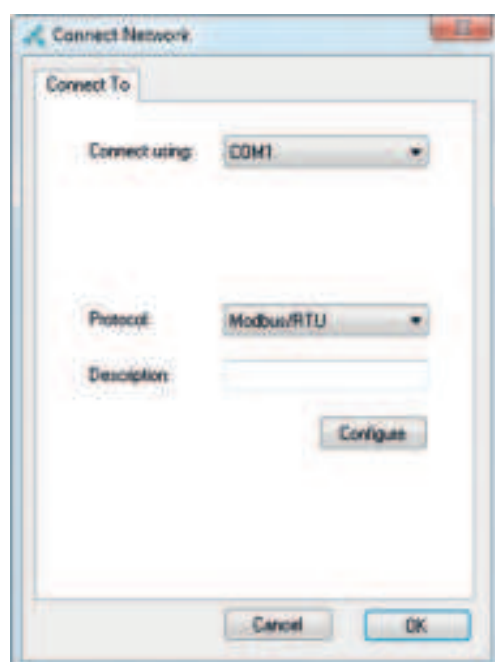 Connect Network
Connect To
Connect using: COM1
Protocol: Modbus/RTU
Description:
Configure
Cancel OK